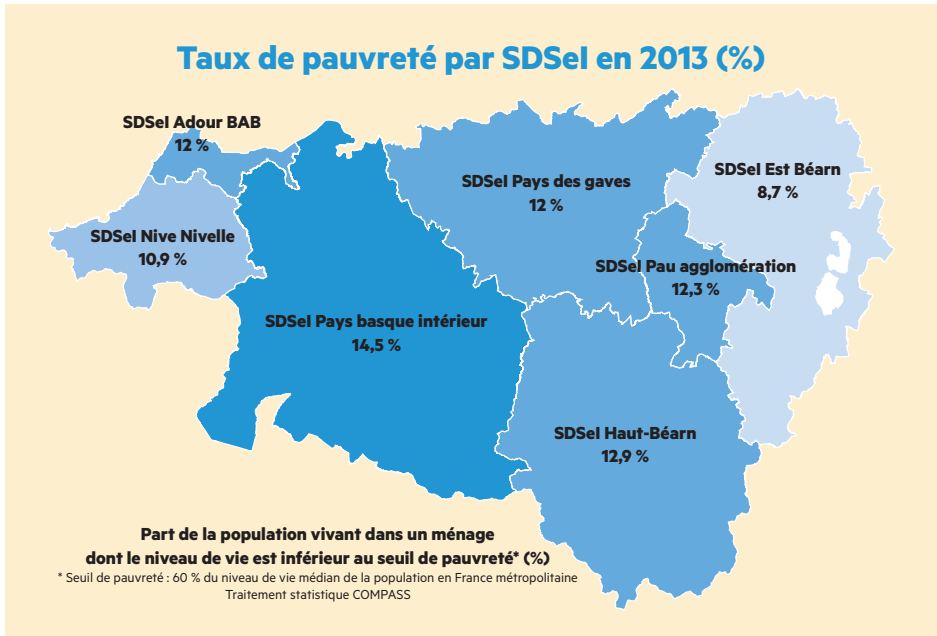 Taux de pauvreté par SDSeI en 2013 (%)
SDSeI Adour BAB
12 %
SDSeI Nive Nivelle
10,9 %
SDSeI Pays des gaves
12 %
SDSeI Est Béarn
8,7 %
SDSeI Pau agglomération
12,3 %
SDSeI Pays basque intérieur
14,5 %
SDSeI Haut-Béarn
12,9 %
Part de la population vivant dans un ménage
dont le niveau de vie est inférieur au seuil de pauvreté* (%)
* Seuil de pauvreté : 60 % du niveau de vie médian de la population en France métropolitaine
Traitement statistique COMPASS